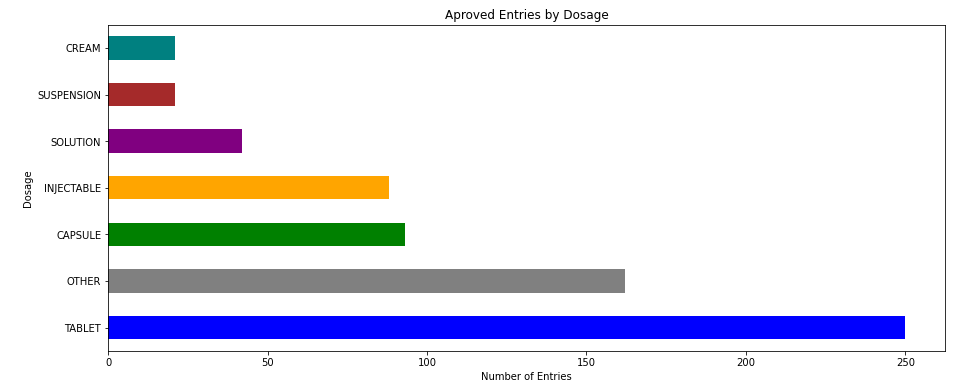 Aproved Entries by Dosage
CREAM
SUSPENSION
SOLUTION
INJECTABLE
CAPSULE
OTHER
TABLET
Dosage
0 50 100 150 200 250
Number of Entries